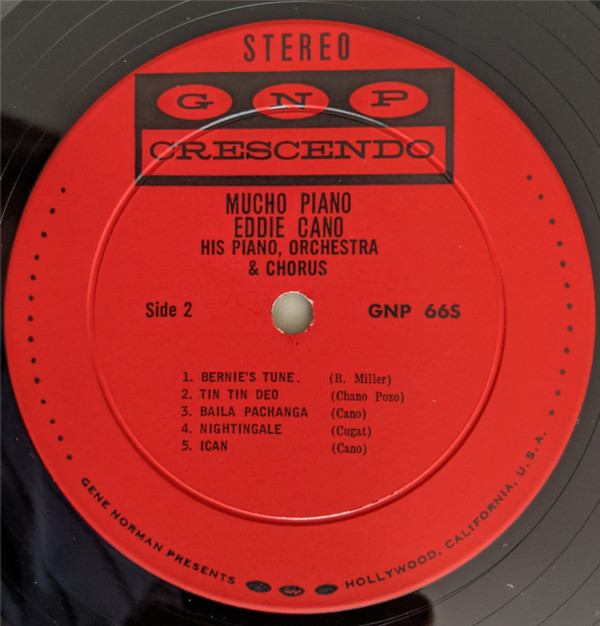 STEREO
G N P
CRESCENDO
MUCHO PIANO
EDDIE CANO
HIS PIANO, ORCHESTRA
& CHORUS
Side 2 GNP 66S
1. BERNIE'S TUNE. (B. Miller)
2. TIN TIN DEO (Chano Pozo)
3. BAILA PACHANGA (Cano)
4. NIGHTINGALE (Cugat)
5. ICAN (Cano)
GENE NORMAN PRESENTS HOLLYWOOD, CALIFORNIA, U.S.A.